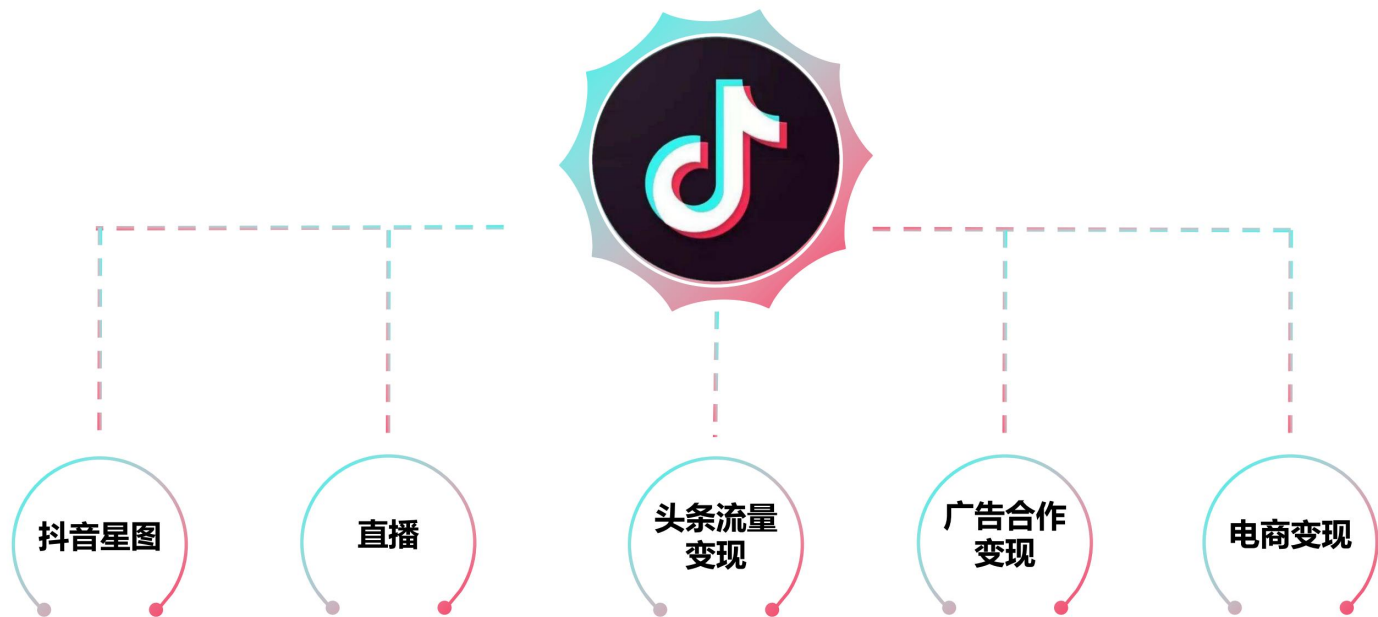 抖音星图
直播
头条流量
变现
广告合作
变现
电商变现